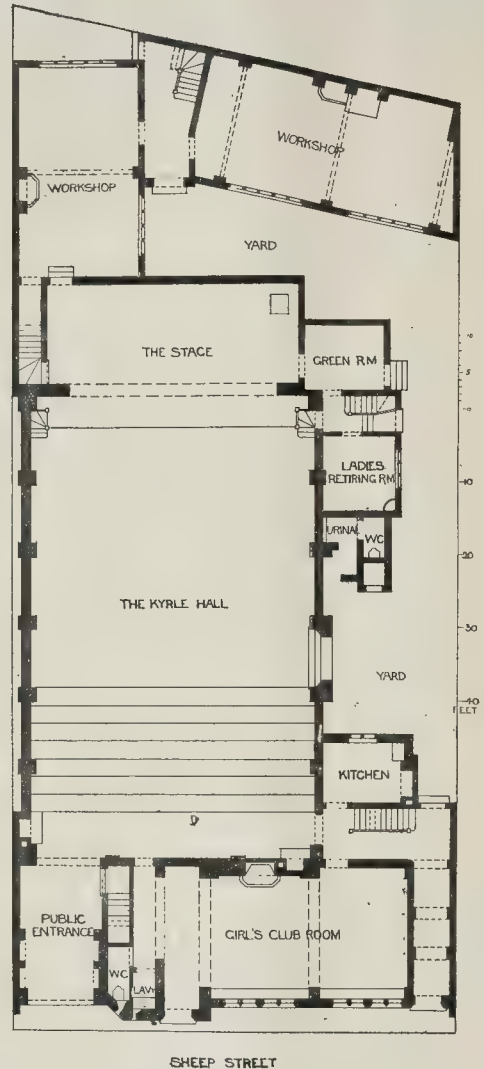 WORKSHOP
WORKSHOP
YARD
THE STAGE
GREEN RM
LADIES
RETIRING RM
URINAL
WC
THE KYRLE HALL
YARD
KITCHEN
PUBLIC
ENTRANCE
GIRL'S CLUB ROOM
WC
LAV
10
5
0
10
20
30
40
FEET
D
SHEEP STREET